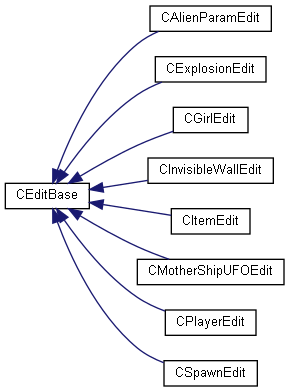 CAlienParamEdit
CExplosionEdit
CGirlEdit
CInvisibleWallEdit
CEditBase
CItemEdit
CMotherShipUFOEdit
CPlayerEdit
CSpawnEdit